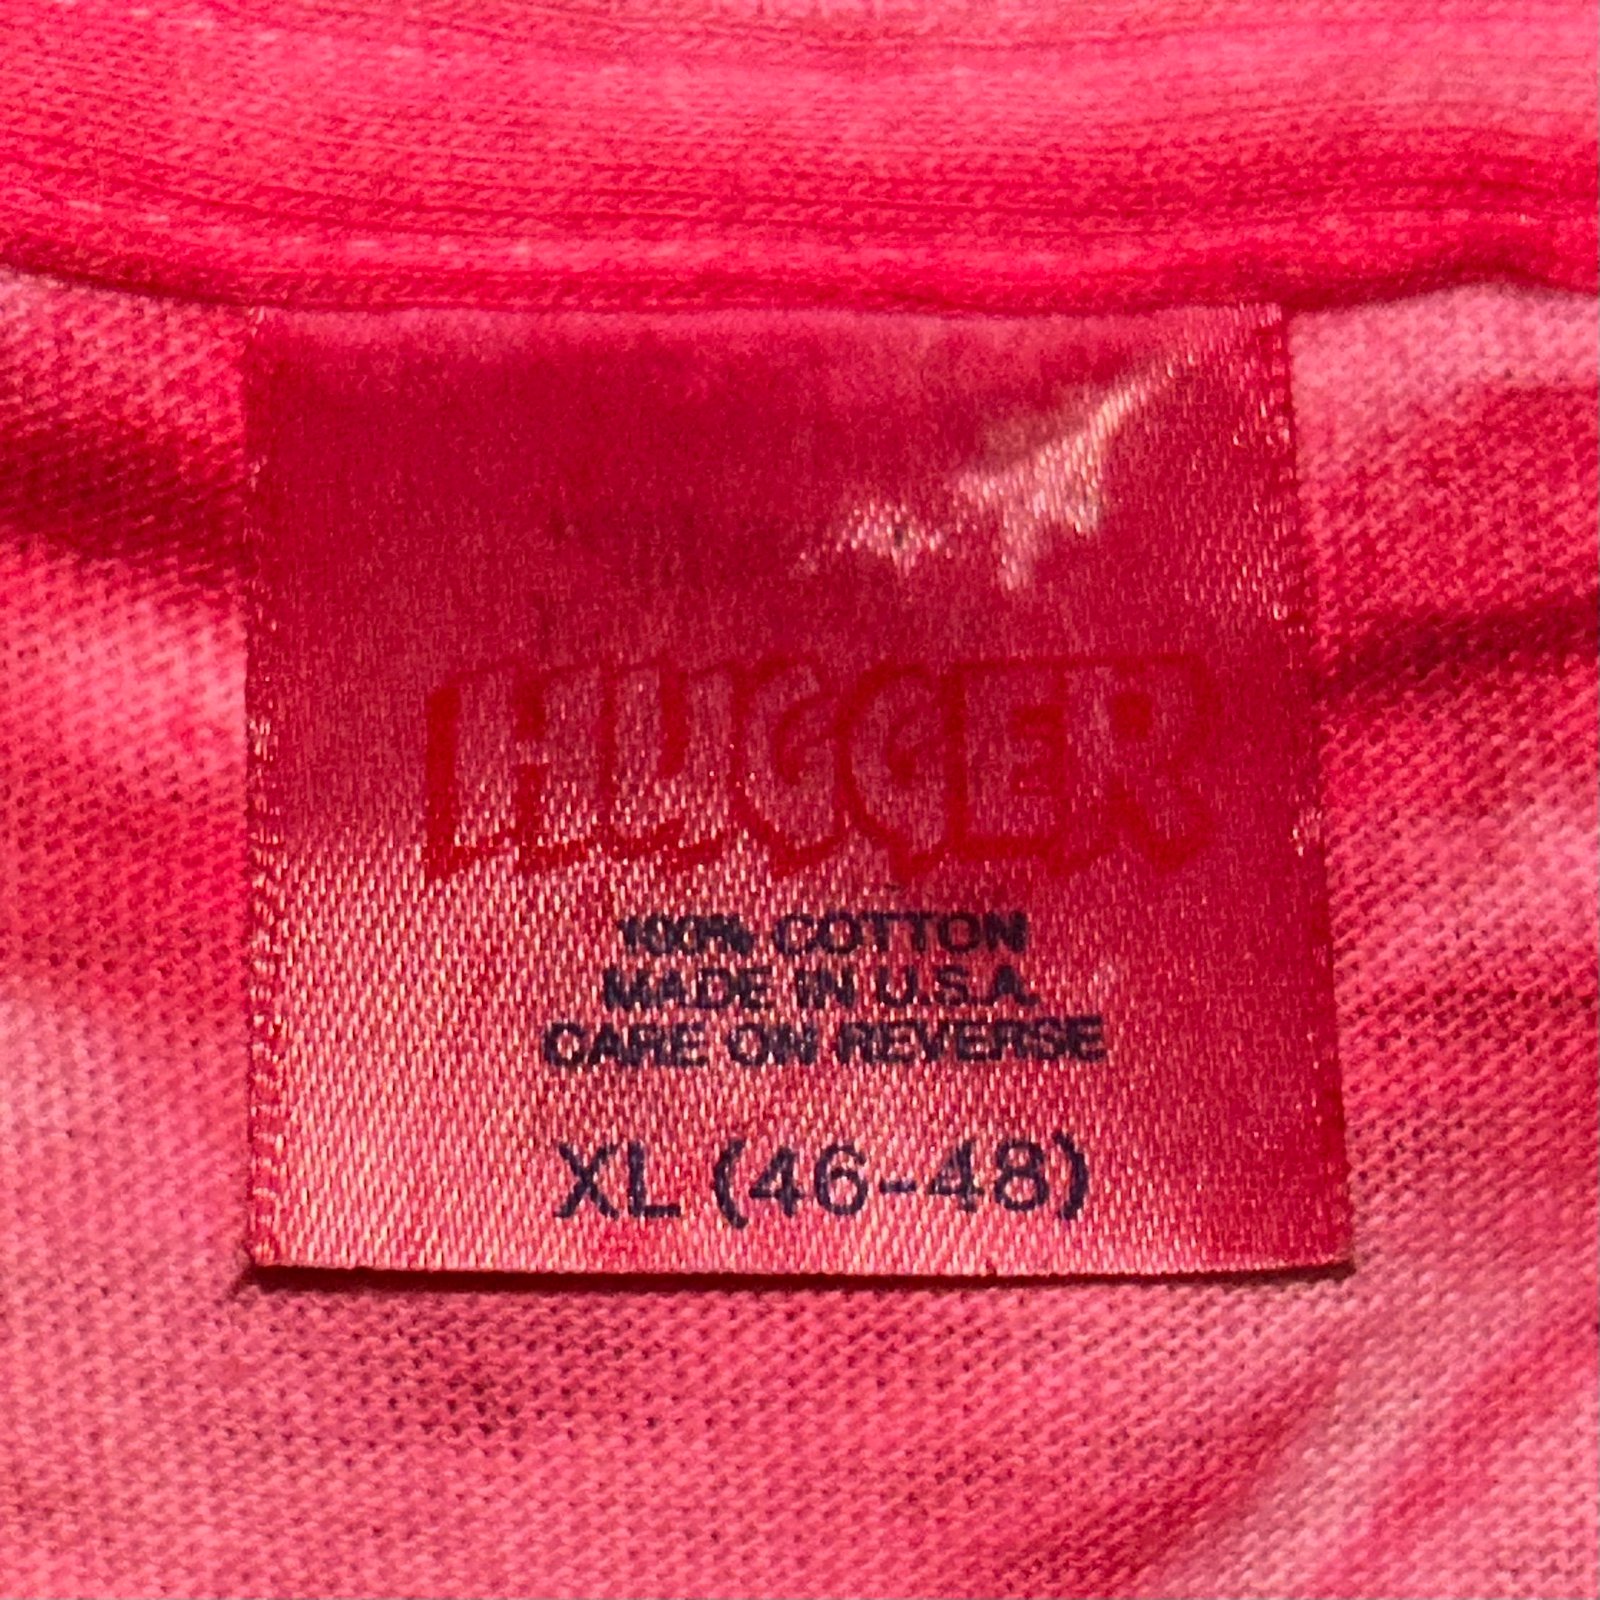 HUGGER
100% COTTON
MADE IN U.S.A.
CARE ON REVERSE
XL (46-48)